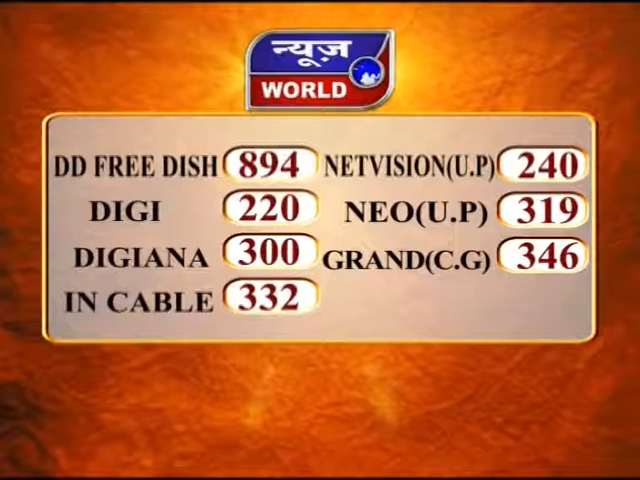 न्यूज़
WORLD
DD FREE DISH 894 NETVISION(U.P) 240
DIGI 220 NEO(U.P) 319
DIGIANA 300 GRAND(C.G) 346
IN CABLE 332